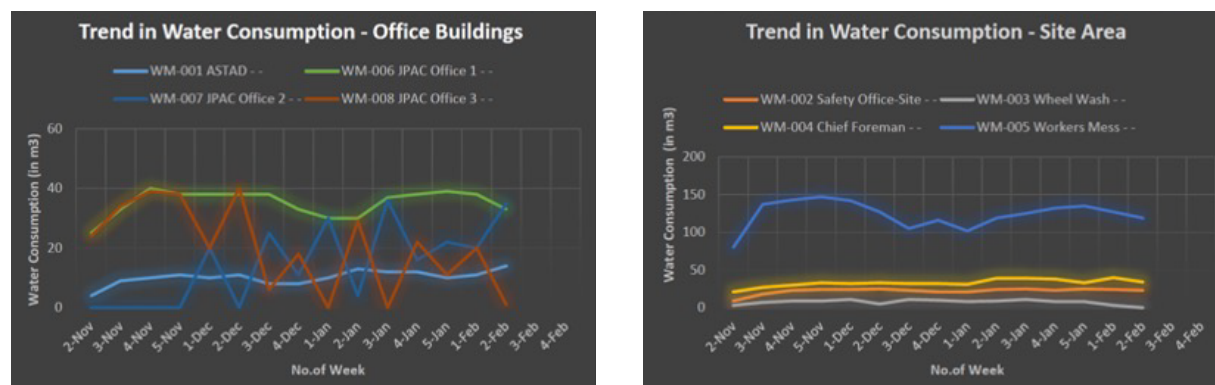 Trend in Water Consumption - Office Buildings
WM-001 ASTAD - -
WM-006 JPAC Office 1 - -
WM-007 JPAC Office 2 - -
WM-008 JPAC Office 3 - -
Water Consumption (in m3)
60
40
20
0
2-Nov
3-Nov
4-Nov
5-Nov
1-Dec
2-Dec
3-Dec
4-Dec
1-Jan
2-Jan
3-Jan
4-Jan
5-Jan
1-Feb
2-Feb
3-Feb
4-Feb
No.of Week
Trend in Water Consumption - Site Area
WM-002 Safety Office-Site - -
WM-003 Wheel Wash - -
WM-004 Chief Foreman - -
WM-005 Workers Mess - -
Water Consumption (in m3)
200
150
100
50
0
2-Nov
3-Nov
4-Nov
5-Nov
1-Dec
2-Dec
3-Dec
4-Dec
1-Jan
2-Jan
3-Jan
4-Jan
5-Jan
1-Feb
2-Feb
3-Feb
4-Feb
No.of Week